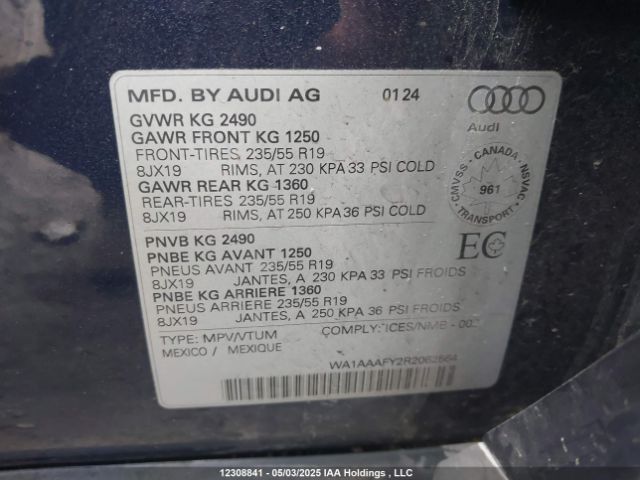 MFD. BY AUDI AG 0124
Audi
GVWR KG 2490
GAWR FRONT KG 1250
FRONT-TIRES 235/55 R19
8JX19 RIMS, AT 230 KPA 33 PSI COLD
GAWR REAR KG 1360
REAR-TIRES 235/55 R19
8JX19 RIMS, AT 250 KPA 36 PSI COLD
CMVSS - CANADA - NSVAC
961
TRANSPORT
EC
PNVB KG 2490
PNBE KG AVANT 1250
PNEUS AVANT 235/55 R19
8JX19 JANTES, A 230 KPA 33 PSI FROIDS
PNBE KG ARRIERE 1360
PNEUS ARRIERE 235/55 R19
8JX19 JANTES, A 250 KPA 36 PSI FROIDS
TYPE: MPV/VTUM COMPLY: ICES/NMB - 002
MEXICO / MEXIQUE
WA1AAAFY2R2062664
12308841 - 05/03/2025 IAA Holdings , LLC